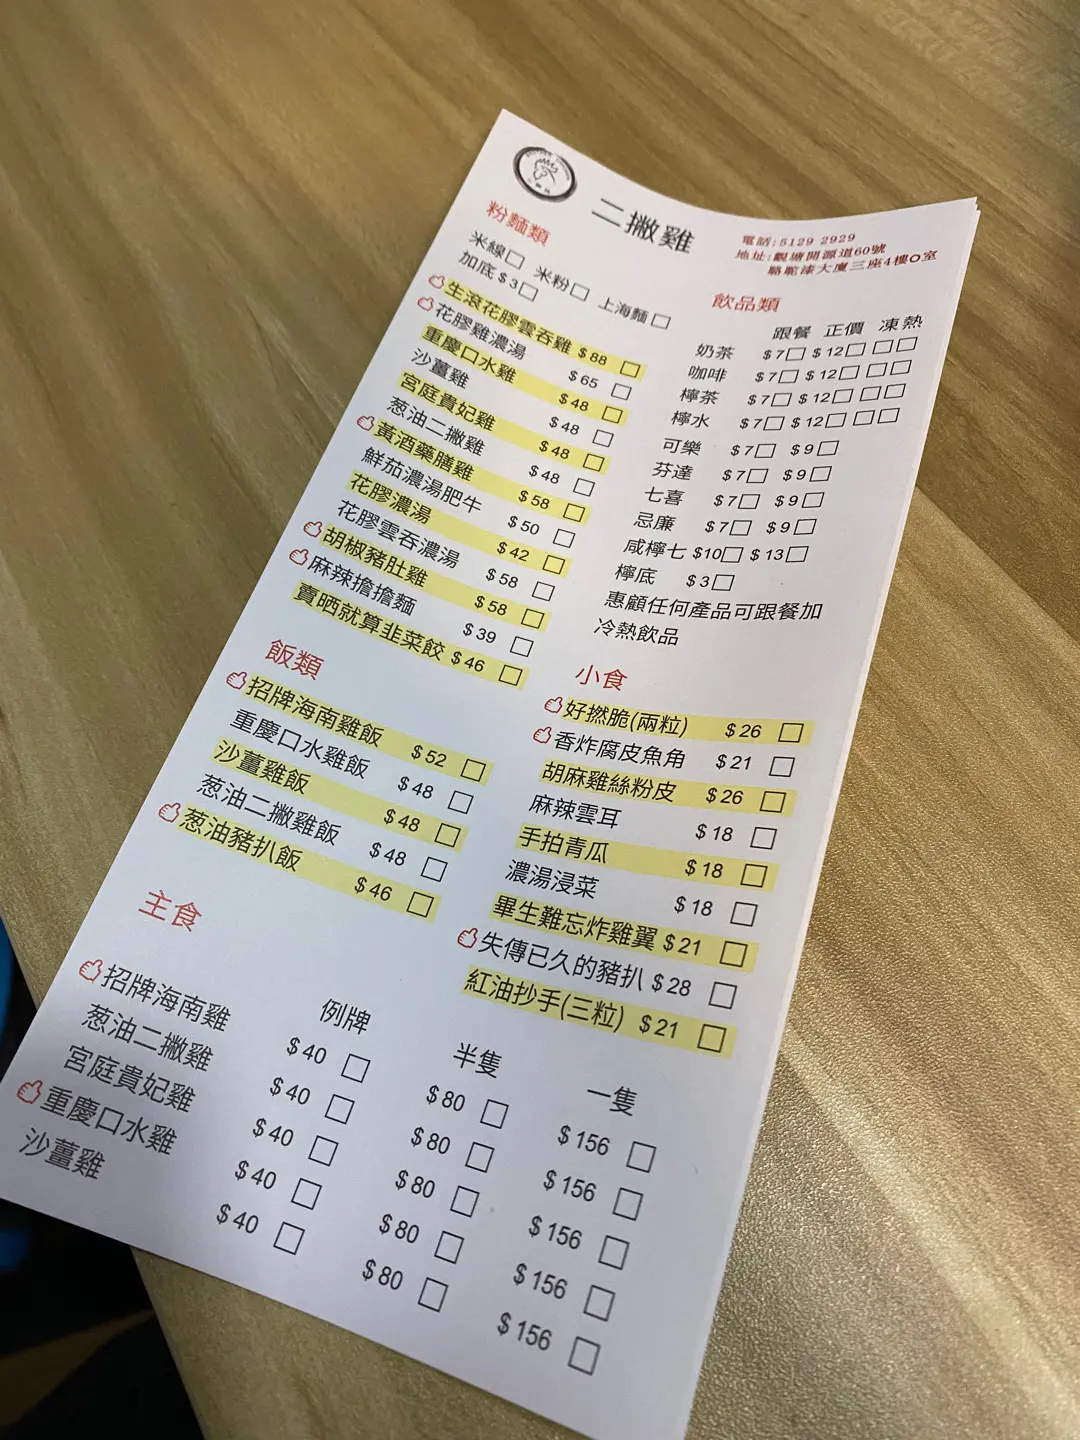 二撇雞
電話:5129 2929
地址:觀塘開源道60號
駱駝漆大廈三座4樓O室
粉麵類
米線□ 米粉□ 上海麵□
加底$3□
生滾花膠雲吞雞 $88 □
花膠雞濃湯 $65 □
重慶口水雞 $48 □
沙薑雞 $48 □
宮庭貴妃雞 $48 □
葱油二撇雞 $48 □
黃酒藥膳雞 $58 □
鮮茄濃湯肥牛 $50 □
花膠濃湯 $42 □
花膠雲吞濃湯 $58 □
胡椒豬肚雞 $58 □
麻辣擔擔麵 $39 □
賣晒就算韭菜餃 $46 □
飯類
招牌海南雞飯 $52 □
重慶口水雞飯 $48 □
沙薑雞飯 $48 □
葱油二撇雞飯 $48 □
葱油豬扒飯 $46 □
飲品類
跟餐 正價 凍 熱
奶茶 $7□ $12□ □ □
咖啡 $7□ $12□ □ □
檸茶 $7□ $12□ □ □
檸水 $7□ $12□ □ □
可樂 $7□ $9□
芬達 $7□ $9□
七喜 $7□ $9□
忌廉 $7□ $9□
咸檸七 $10□ $13□
檸底 $3□
惠顧任何產品可跟餐加
冷熱飲品
小食
好撚脆(兩粒) $26 □
香炸腐皮魚角 $21 □
胡麻雞絲粉皮 $26 □
麻辣雲耳 $18 □
手拍青瓜 $18 □
濃湯浸菜 $18 □
畢生難忘炸雞翼 $21 □
失傳已久的豬扒 $28 □
紅油抄手(三粒) $21 □
主食
例牌 半隻 一隻
招牌海南雞 $40 □ $80 □ $156 □
葱油二撇雞 $40 □ $80 □ $156 □
宮庭貴妃雞 $40 □ $80 □ $156 □
重慶口水雞 $40 □ $80 □ $156 □
沙薑雞 $40 □ $80 □ $156 □